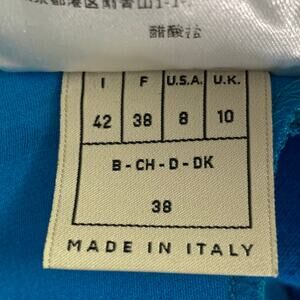 I F U.S.A. U.K.
42 38 8 10
B - CH - D - DK
38
MADE IN ITALY